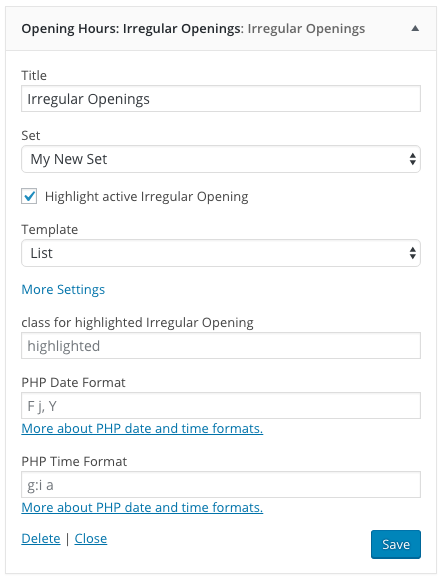 Opening Hours: Irregular Openings: Irregular Openings
Title
Irregular Openings
Set
My New Set
Highlight active Irregular Opening
Template
List
More Settings
class for highlighted Irregular Opening
highlighted
PHP Date Format
F j, Y
More about PHP date and time formats.
PHP Time Format
g:i a
More about PHP date and time formats.
Delete | Close
Save